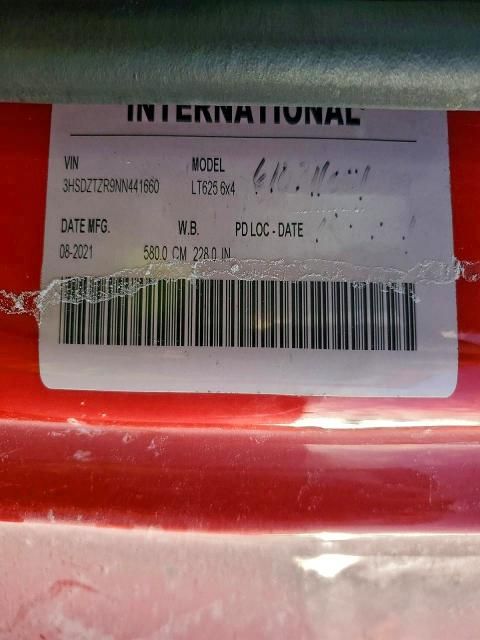 INTERNATIONAL
VIN MODEL
3HSDZTZR9NN441660 LT625 6x4
DATE MFG. W.B. PD LOC - DATE
08-2021 580.0 CM 228.0 IN